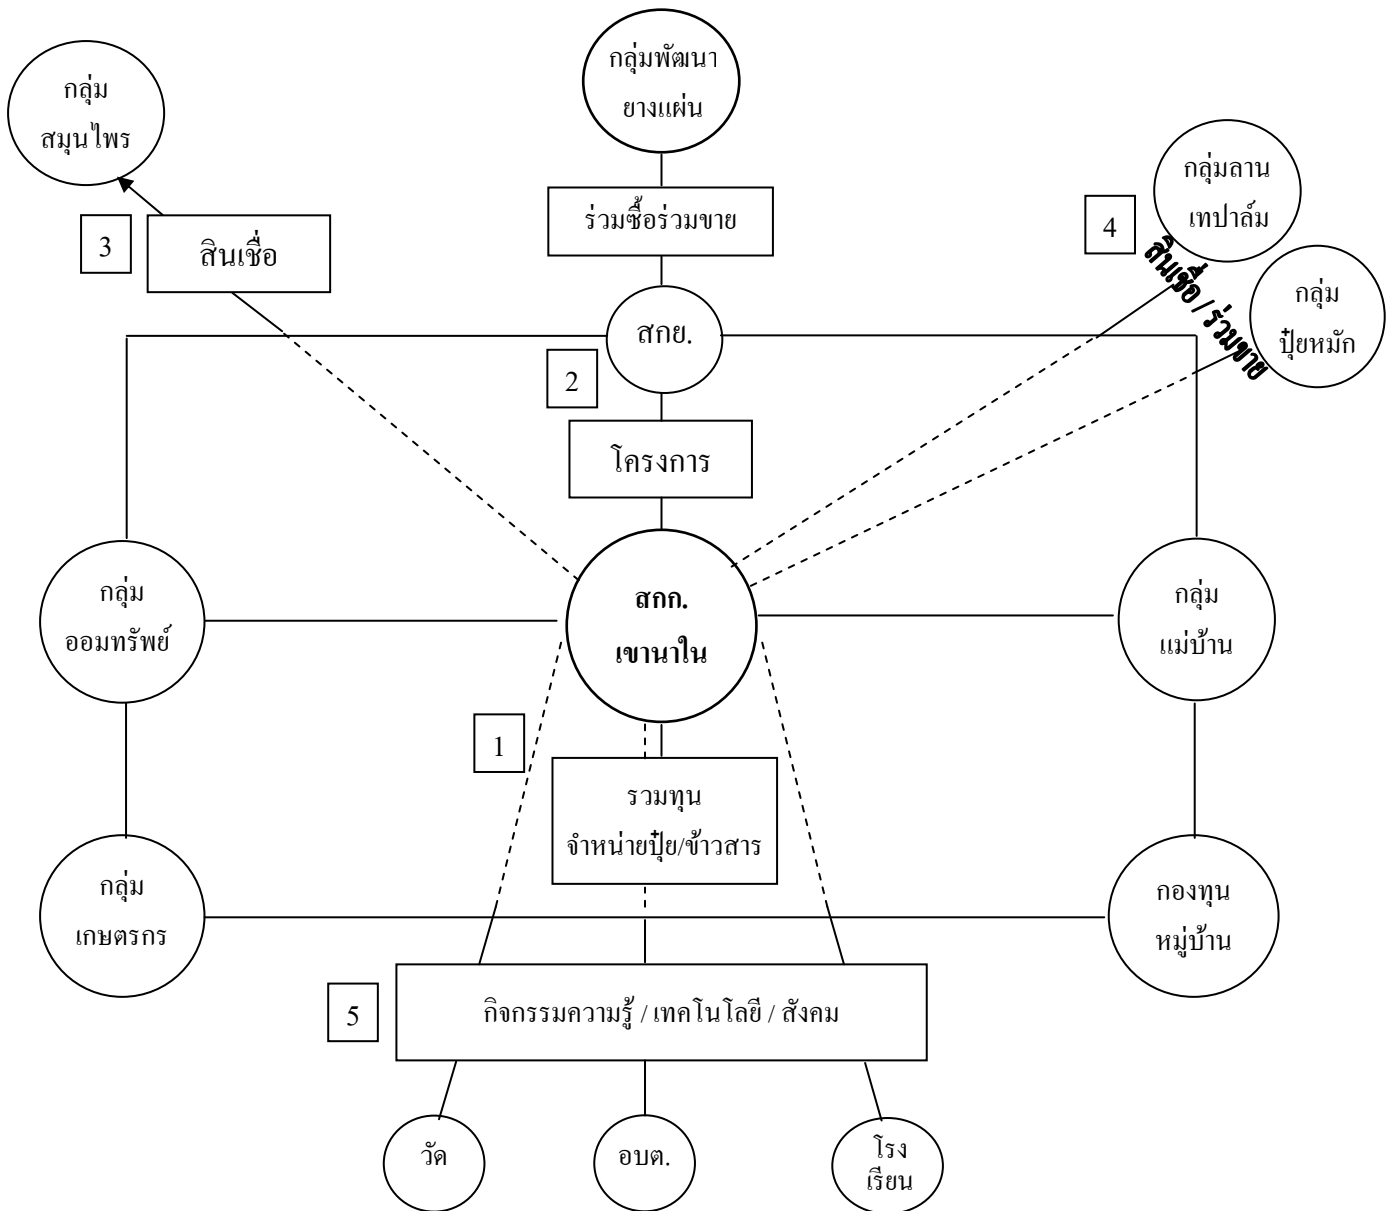 กลุ่มพัฒนา
ยางแผ่น
กลุ่ม
สมุนไพร
กลุ่มลาน
เทปาล์ม
ร่วมซื้อร่วมขาย
3
สินเชื่อ
4
สินเชื่อ / ร่วมขาย
กลุ่ม
ปุ๋ยหมัก
สกย.
2
โครงการ
กลุ่ม
ออมทรัพย์
สกก.
เขานาใน
กลุ่ม
แม่บ้าน
1
รวมทุน
จำหน่ายปุ๋ย/ข้าวสาร
กลุ่ม
เกษตรกร
กองทุน
หมู่บ้าน
5
กิจกรรมความรู้ / เทคโนโลยี / สังคม
วัด
อบต.
โรง
เรียน